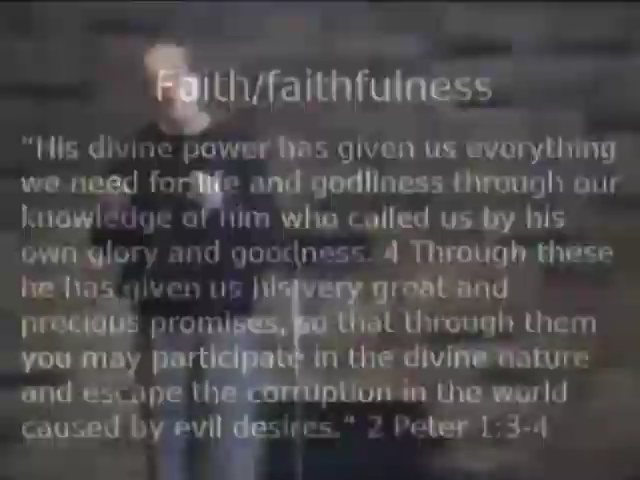 Faith/faithfulness
"His divine power has given us everything
we need for life and godliness through our
knowledge of him who called us by his
own glory and goodness. 4 Through these
he has given us his very great and
precious promises, so that through them
you may participate in the divine nature
and escape the corruption in the world
caused by evil desires." 2 Peter 1:3-4